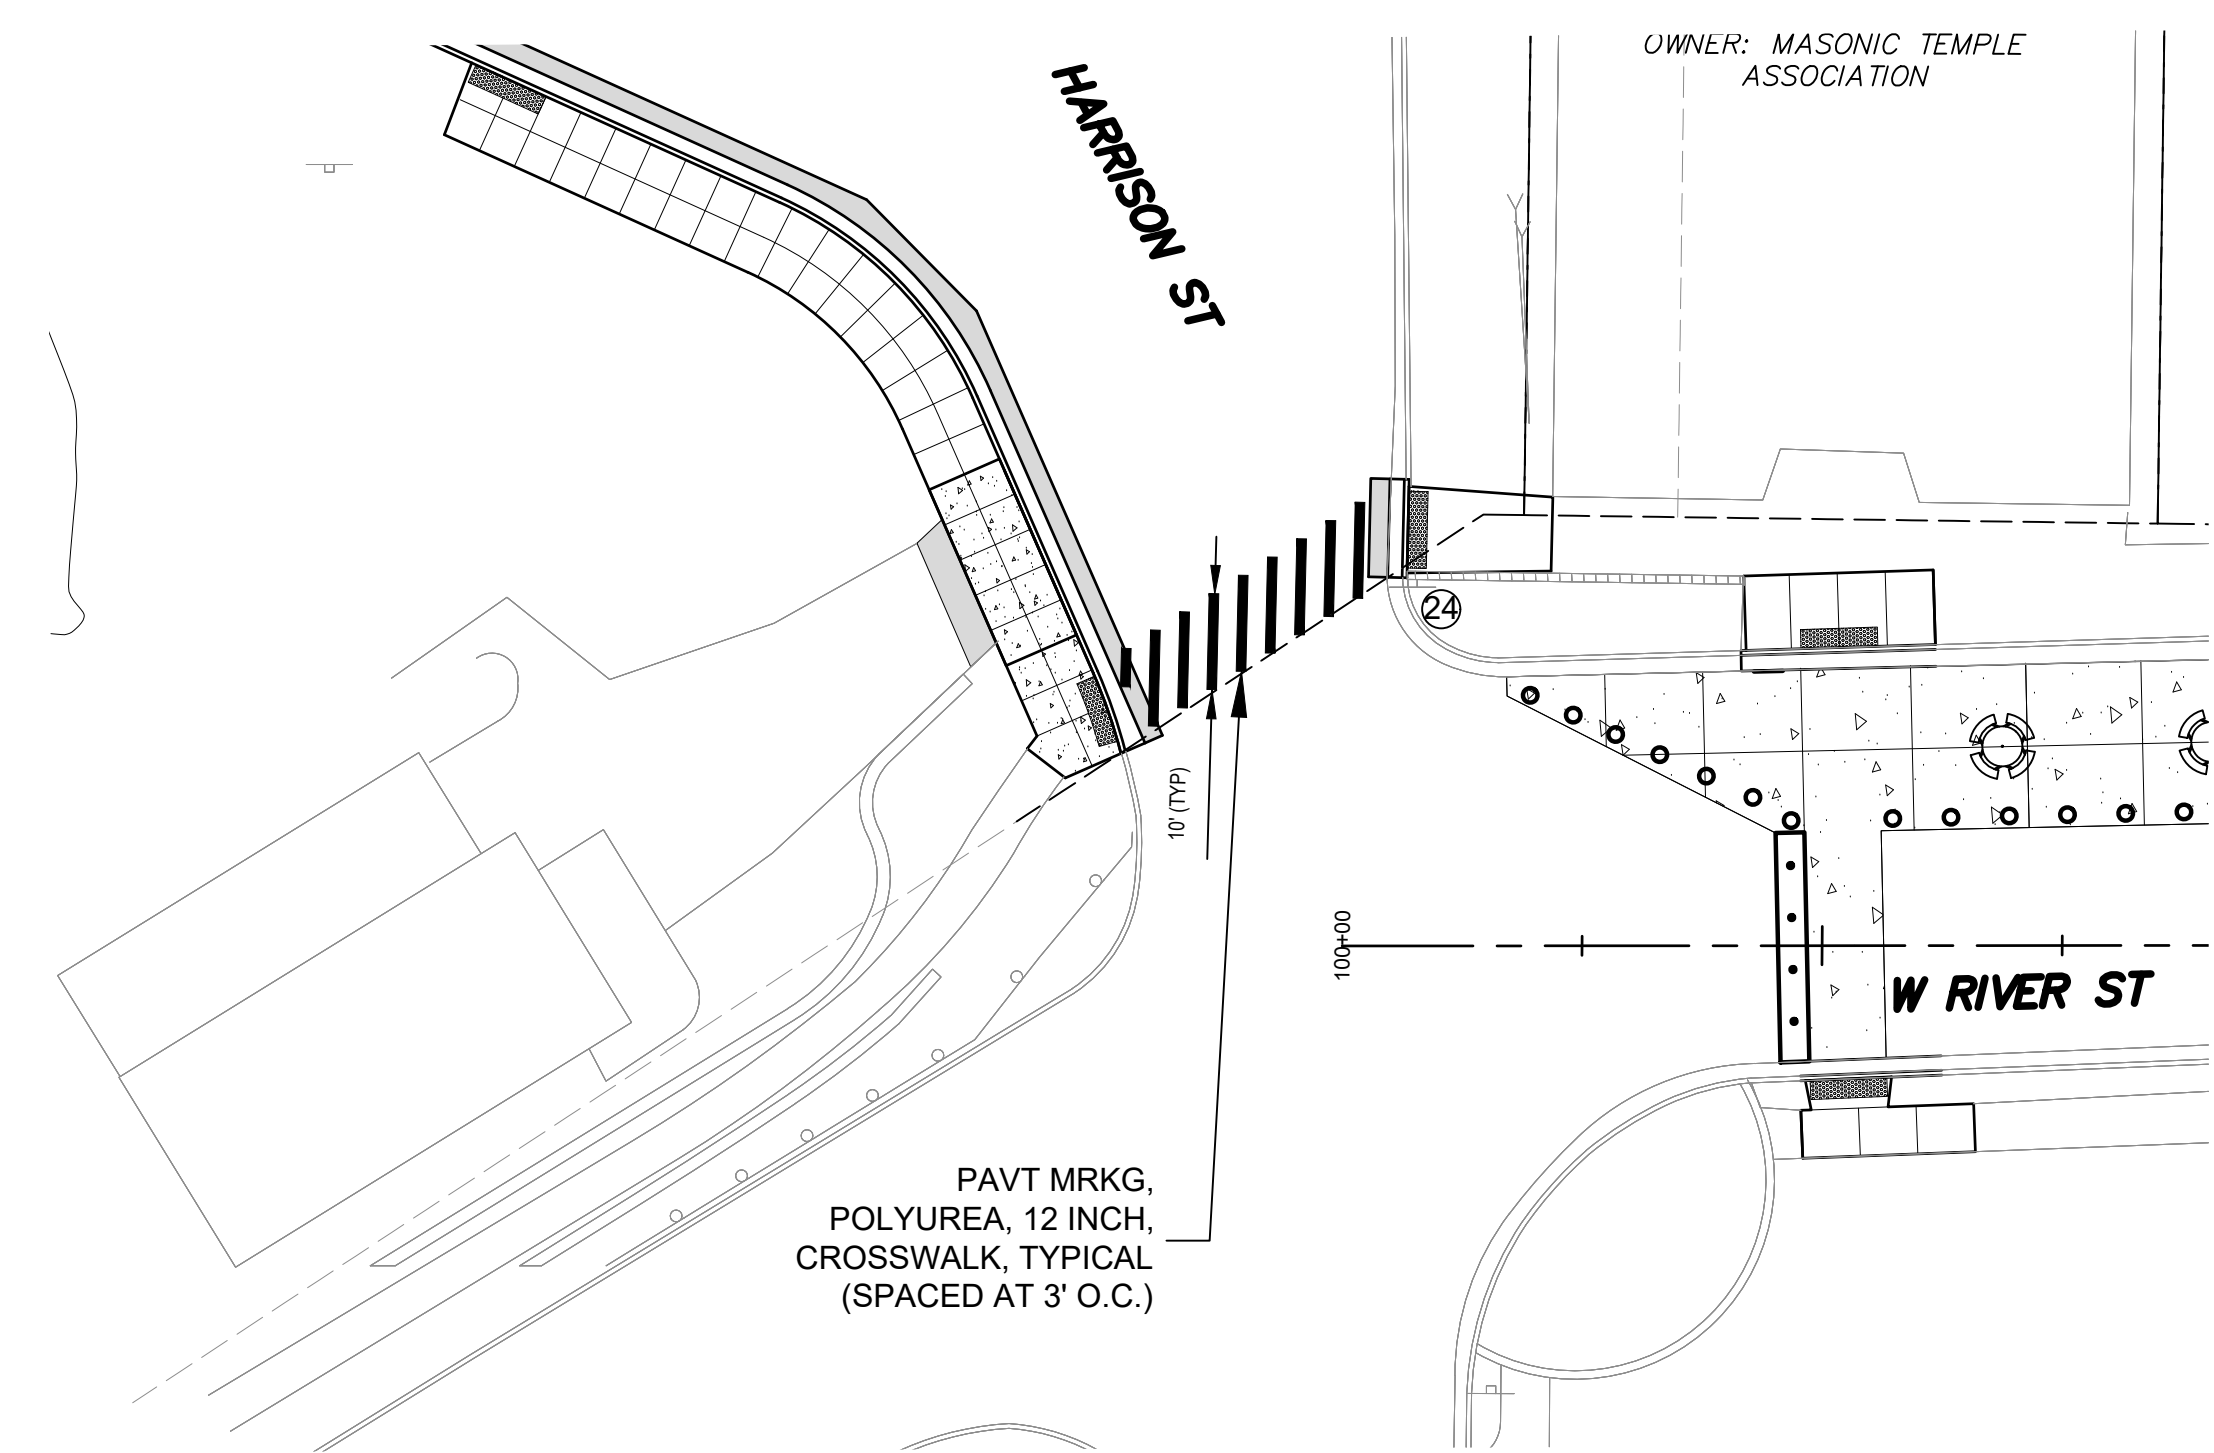 OWNER: MASONIC TEMPLE
ASSOCIATION
HARRISON ST
24
10' (TYP)
100+00
W RIVER ST
PAVT MRKG,
POLYUREA, 12 INCH,
CROSSWALK, TYPICAL
(SPACED AT 3' O.C.)